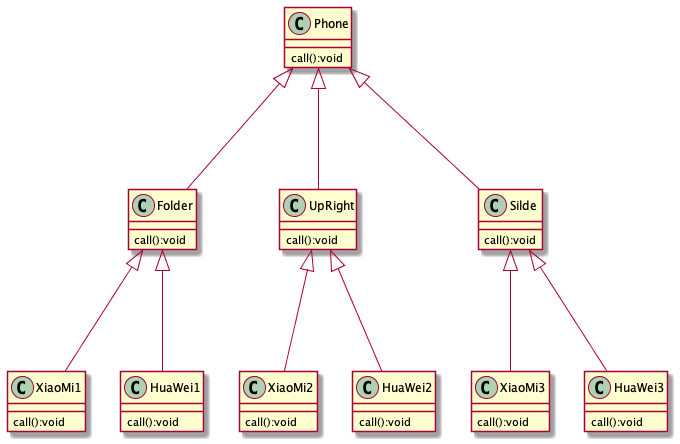 C Phone
call():void
C Folder
call():void
C UpRight
call():void
C Silde
call():void
C XiaoMi1
call():void
C HuaWei1
call():void
C XiaoMi2
call():void
C HuaWei2
call():void
C XiaoMi3
call():void
C HuaWei3
call():void